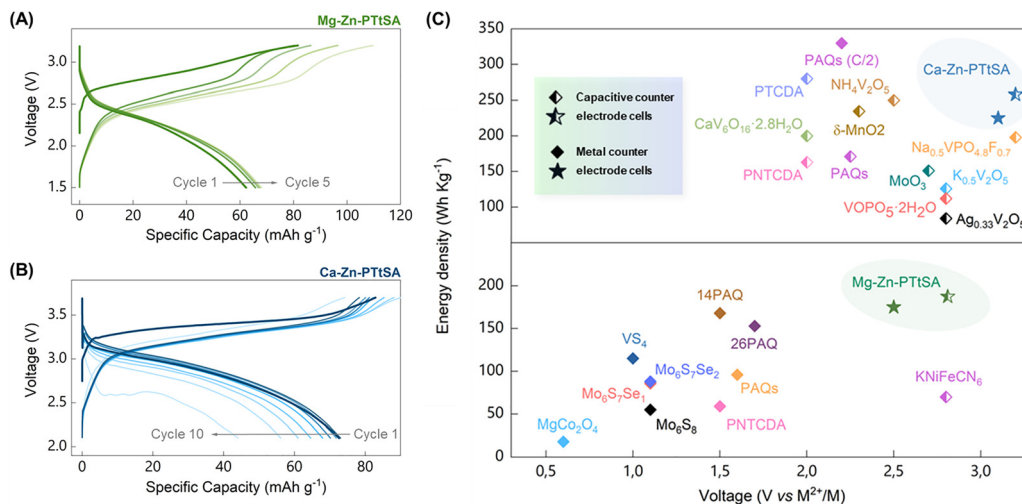 (A)
Mg-Zn-PTtSA
Voltage (V)
3.0
2.5
2.0
1.5
Cycle 1
Cycle 5
0
20
40
60
80
100
120
Specific Capacity (mAh g⁻¹)
(B)
Ca-Zn-PTtSA
Voltage (V)
3.5
3.0
2.5
2.0
Cycle 10
Cycle 1
0
20
40
60
80
Specific Capacity (mAh g⁻¹)
(C)
Energy density (Wh Kg⁻¹)
350
300
250
200
150
100
50
Capacitive counter
electrode cells
Metal counter
electrode cells
PAQs (C/2)
PTCDA
NH₄V₂O₅
Ca-Zn-PTtSA
δ-MnO2
CaV₆O₁₆·2.8H₂O
Na₀.₅VPO₄.₈F₀.₇
PNTCDA
PAQs
MoO₃
K₀.₅V₂O₅
VOPO₅·2H₂O
Ag₀.₃₃V₂O₅
200
150
100
50
0
Mg-Zn-PTtSA
14PAQ
26PAQ
VS₄
Mo₆S₇Se₂
Mo₆S₇Se₁
PAQs
KNiFeCN₆
Mo₆S₈
PNTCDA
MgCo₂O₄
0,5
1,0
1,5
2,0
2,5
3,0
Voltage (V vs M²⁺/M)